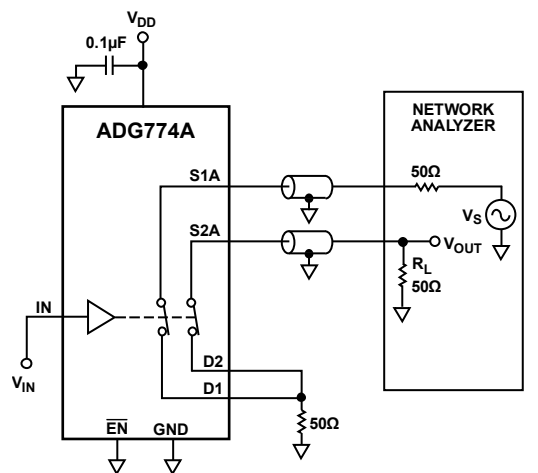 VDD
0.1µF
ADG774A
NETWORK
ANALYZER
S1A
50Ω
VS
S2A
VOUT
RL
50Ω
IN
VIN
D2
D1
50Ω
EN
GND